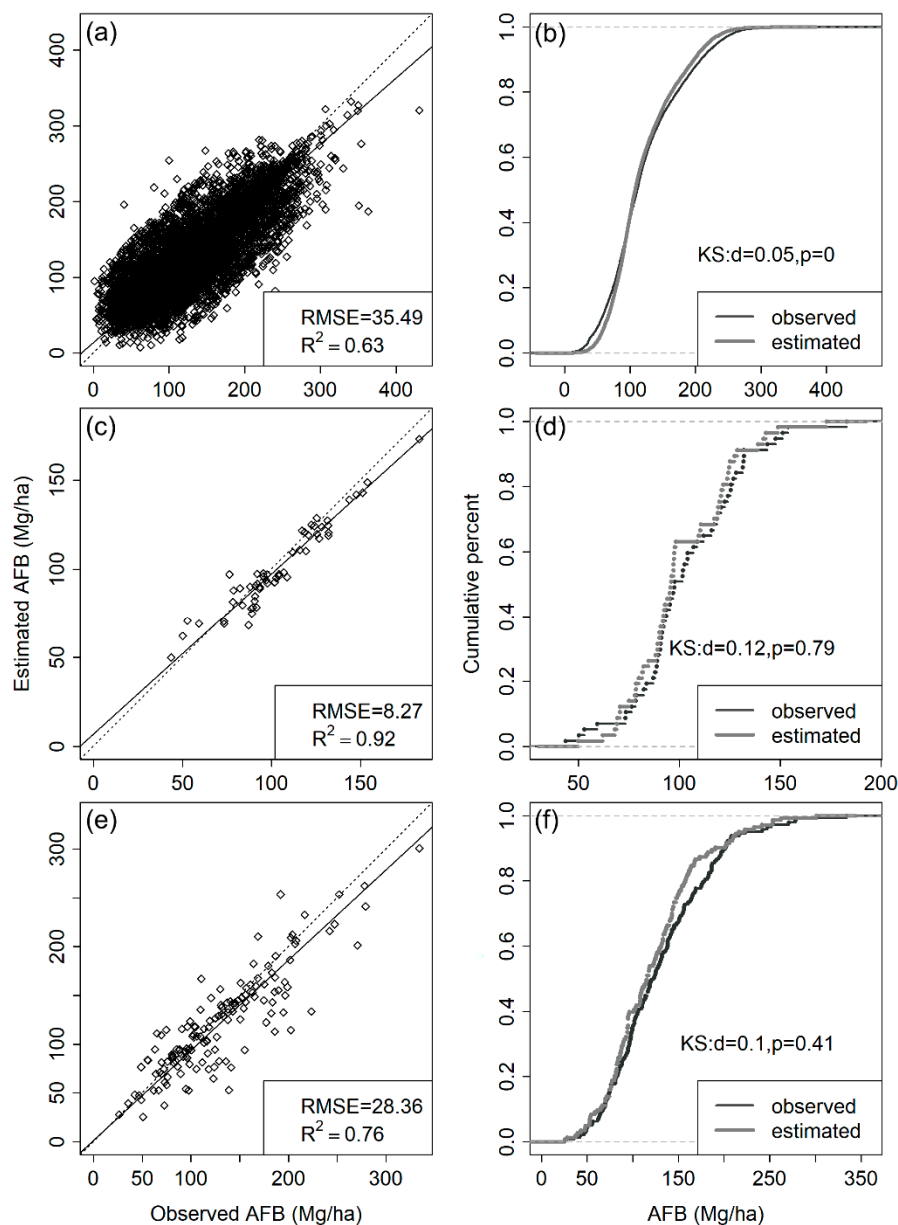 (a)
400
300
200
100
0
0 100 200 300 400
RMSE=35.49
R² = 0.63
(b)
1.0
0.8
0.6
0.4
0.2
0.0
0 100 200 300 400
KS:d=0.05,p=0
observed
estimated
(c)
150
100
50
0
0 50 100 150
RMSE=8.27
R² = 0.92
Estimated AFB (Mg/ha)
(d)
1.0
0.8
0.6
0.4
0.2
0.0
50 100 150 200
KS:d=0.12,p=0.79
observed
estimated
Cumulative percent
(e)
300
200
100
50
0
0 50 100 200 300
RMSE=28.36
R² = 0.76
Observed AFB (Mg/ha)
(f)
1.0
0.8
0.6
0.4
0.2
0.0
0 50 150 250 350
KS:d=0.1,p=0.41
observed
estimated
AFB (Mg/ha)